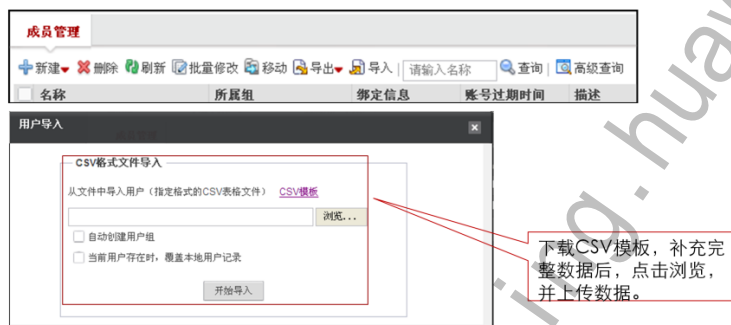 成员管理
新建 删除 刷新 批量修改 移动 导出 导入 | 请输入名称 查询 | 高级查询
名称 所属组 绑定信息 账号过期时间 描述
用户导入
CSV格式文件导入
从文件中导入用户（指定格式的CSV表格文件） CSV模板
浏览...
自动创建用户组
当前用户存在时，覆盖本地用户记录
开始导入
下载CSV模板，补充完
整数据后，点击浏览，
并上传数据。
ing.huaw